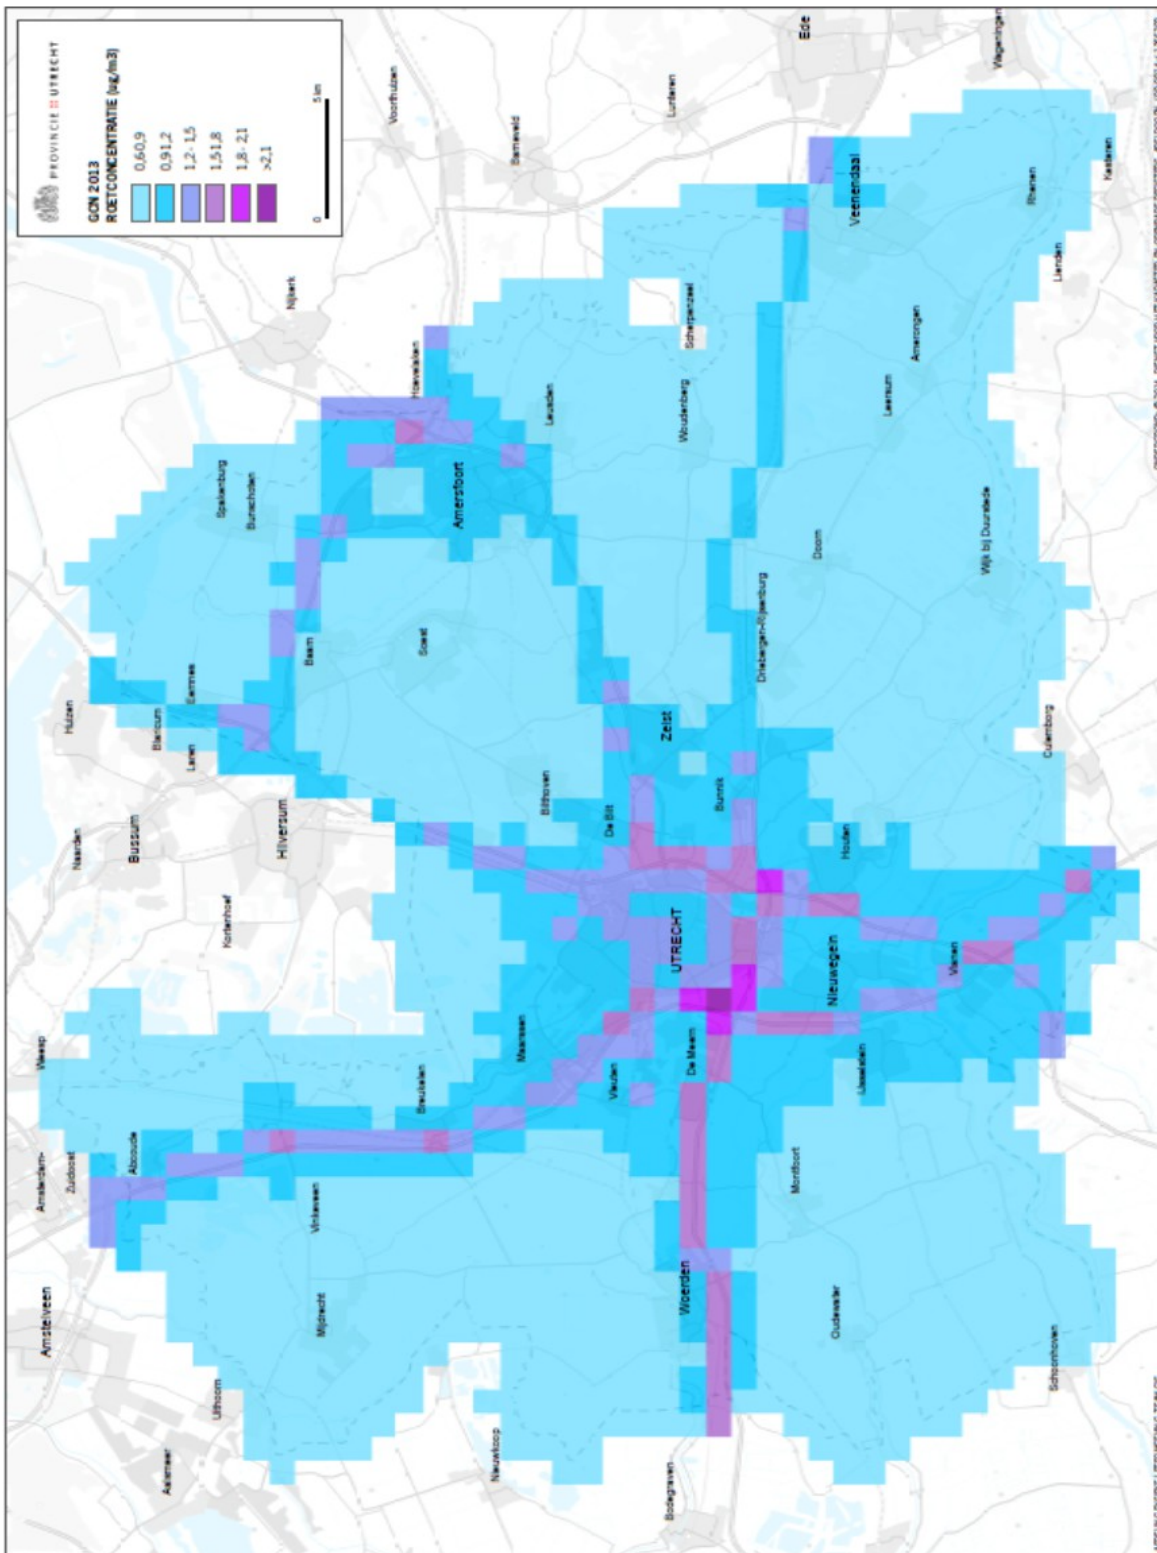 PROVINCIE UTRECHT
GCN 2013
ROETCONCENTRATIE (ug/m3)
0,6-0,9
0,9-1,2
1,2- 1,5
1,5-1,8
1,8- 2,1
>2,1
0 5 km
Weesp
Amsterdam-
Zuidoost
Amstelveen
Abcoude
Uithoorn
Aalsmeer
Mijdrecht
Vinkeveen
Nieuwkoop
Bodegraven
Breukelen
Maarssen
Vleuten
De Meern
Woerden
Montfoort
Oudewater
Schoonhoven
IJsselstein
Nieuwegein
Vianen
UTRECHT
Houten
Bunnik
De Bilt
Bilthoven
Zeist
Naarden
Bussum
Hilversum
Kortenhoef
Huizen
Blaricum
Laren
Eemnes
Baarn
Soest
Spakenburg
Bunschoten
Nijkerk
Hoevelaken
Amersfoort
Leusden
Voorthuizen
Barneveld
Lunteren
Ede
Wageningen
Scherpenzeel
Woudenberg
Veenendaal
Rhenen
Kesteren
Lienden
Amerongen
Leersum
Doorn
Driebergen-Rijsenburg
Wijk bij Duurstede
Culemborg